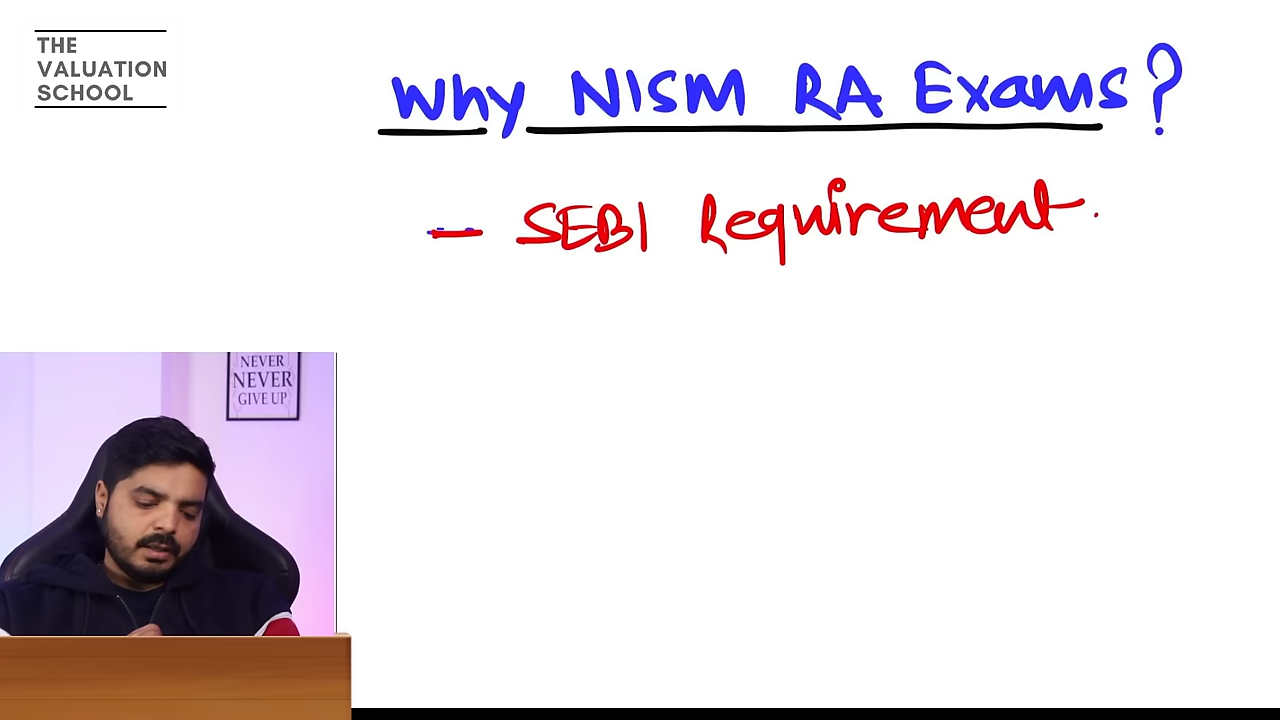 THE
VALUATION
SCHOOL
Why NISM RA Exams?
- SEBI Requirement.
NEVER
NEVER
GIVE UP